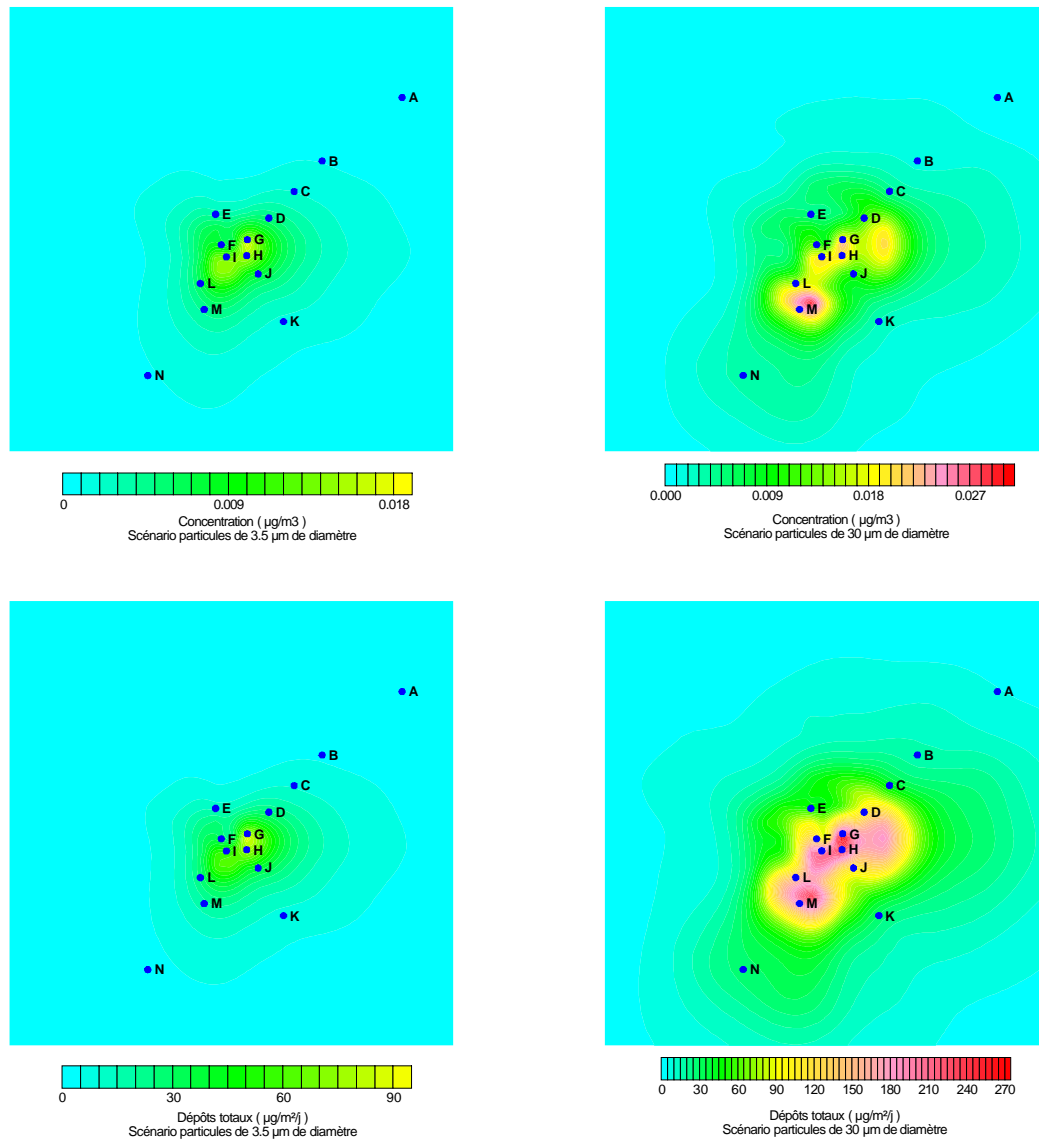 A
B
C
E
D
F
G
I
H
J
L
M
K
N
0
0.009
0.018
Concentration ( µg/m3 )
Scénario particules de 3.5 µm de diamètre
A
B
C
E
D
F
G
I
H
J
L
M
K
N
0.000
0.009
0.018
0.027
Concentration ( µg/m3 )
Scénario particules de 30 µm de diamètre
A
B
C
E
D
F
G
I
H
J
L
M
K
N
0
30
60
90
Dépôts totaux ( µg/m²/j )
Scénario particules de 3.5 µm de diamètre
A
B
C
E
D
F
G
I
H
J
L
M
K
N
0
30
60
90
120
150
180
210
240
270
Dépôts totaux ( µg/m²/j )
Scénario particules de 30 µm de diamètre